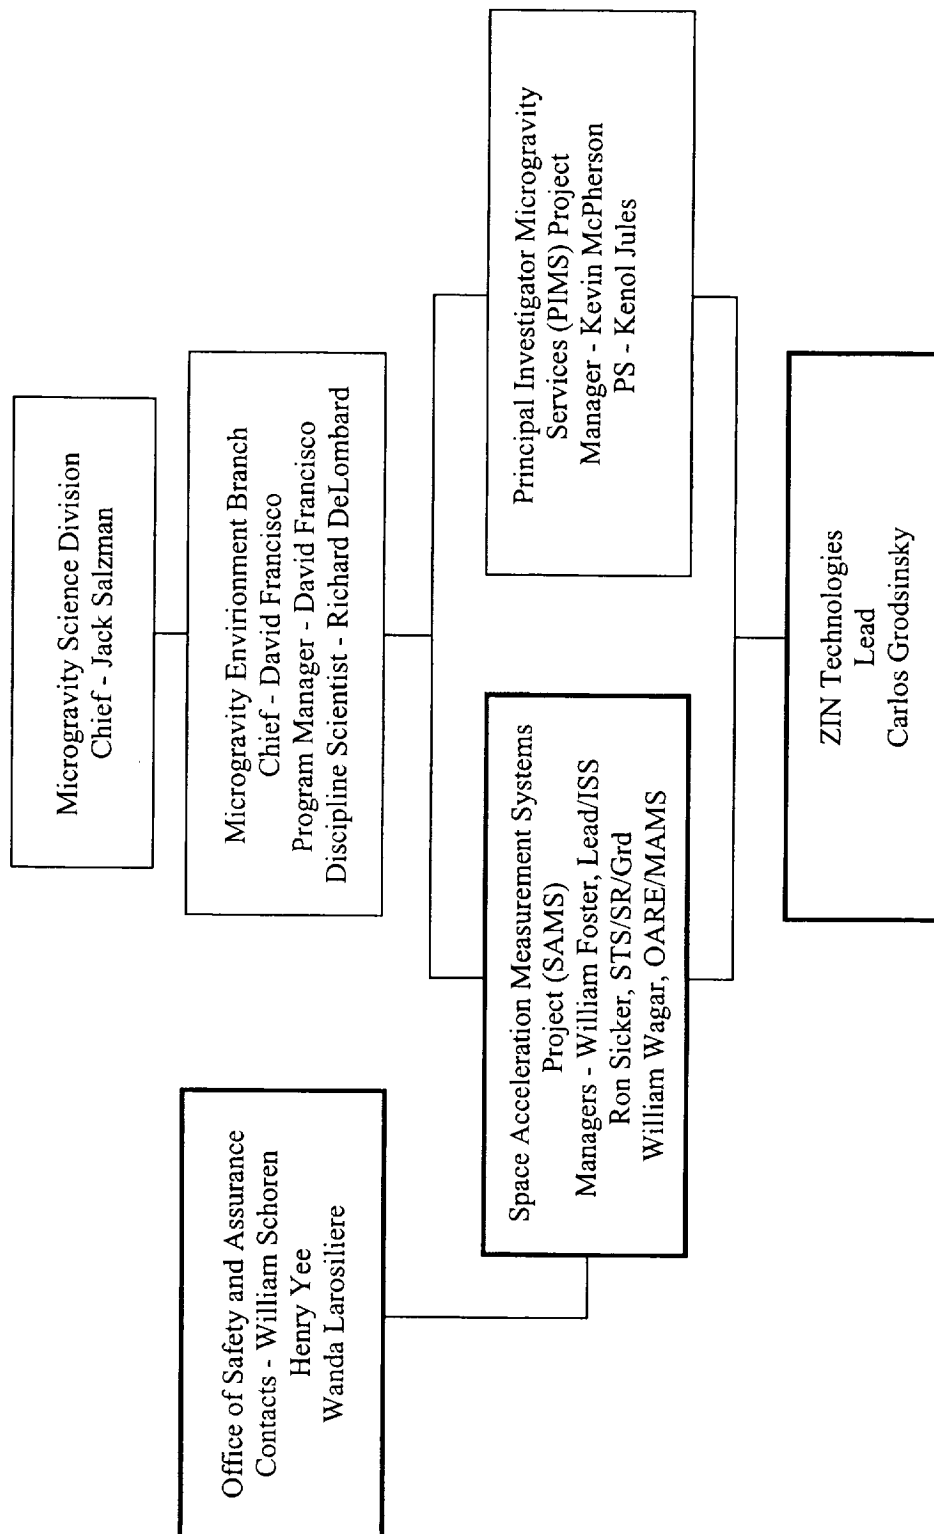 Microgravity Science Division
Chief - Jack Salzman
Microgravity Envirionment Branch
Chief - David Francisco
Program Manager - David Francisco
Discipline Scientist - Richard DeLombard
Office of Safety and Assurance
Contacts - William Schoren
Henry Yee
Wanda Larosiliere
Space Acceleration Measurement Systems
Project (SAMS)
Managers - William Foster, Lead/ISS
Ron Sicker, STS/SR/Grd
William Wagar, OARE/MAMS
Principal Investigator Microgravity
Services (PIMS) Project
Manager - Kevin McPherson
PS - Kenol Jules
ZIN Technologies
Lead
Carlos Grodsinsky